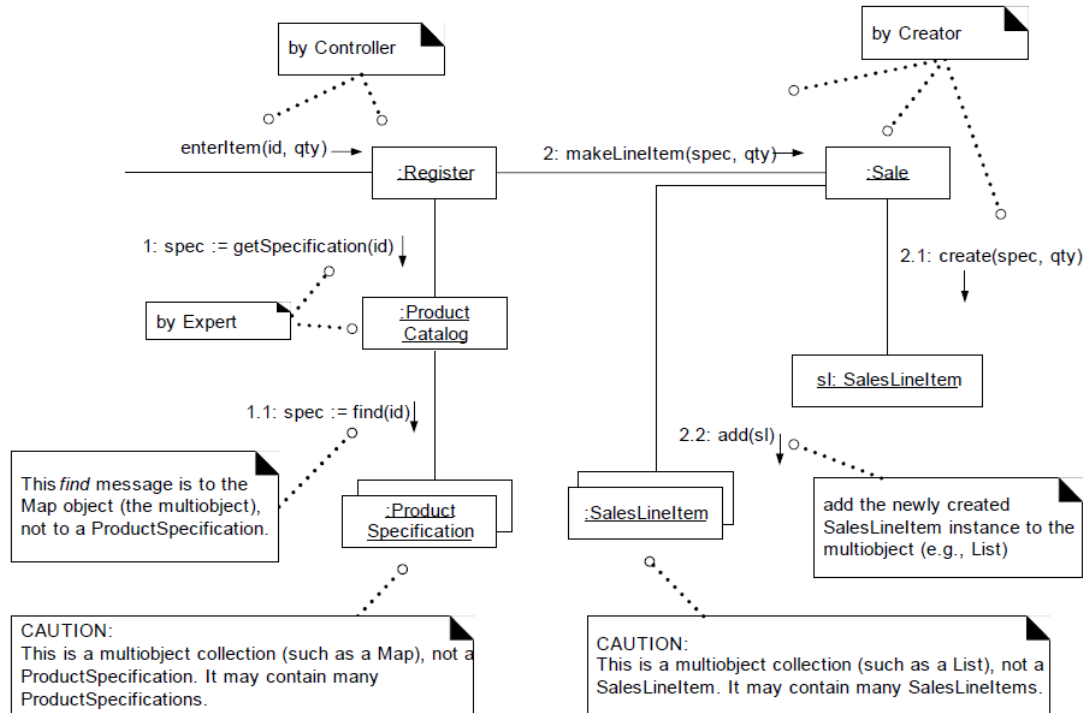 by Controller
by Creator
enterItem(id, qty)
:Register
2: makeLineItem(spec, qty)
:Sale
1: spec := getSpecification(id)
2.1: create(spec, qty)
by Expert
:Product
Catalog
sl: SalesLineItem
1.1: spec := find(id)
2.2: add(sl)
This find message is to the
Map object (the multiobject),
not to a ProductSpecification.
:Product
Specification
:SalesLineItem
add the newly created
SalesLineItem instance to the
multiobject (e.g., List)
CAUTION:
This is a multiobject collection (such as a Map), not a
ProductSpecification. It may contain many
ProductSpecifications.
CAUTION:
This is a multiobject collection (such as a List), not a
SalesLineItem. It may contain many SalesLineItems.